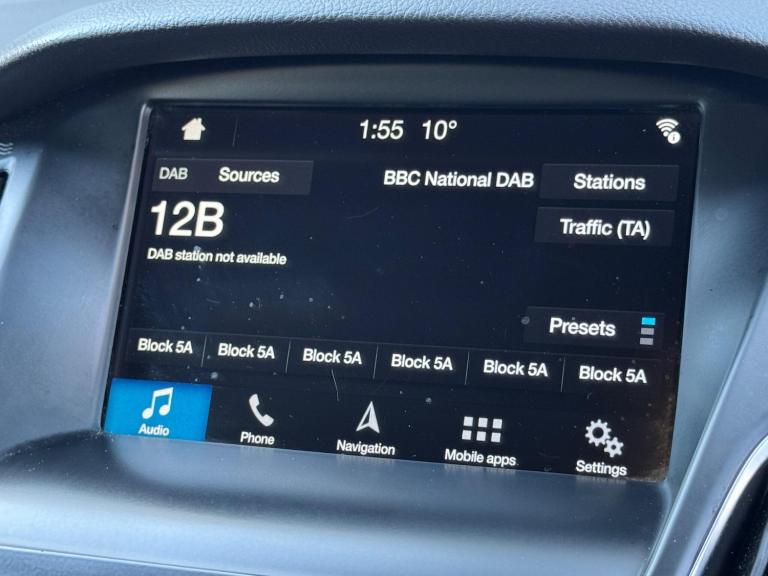 1:55 10°
DAB Sources BBC National DAB Stations
12B Traffic (TA)
DAB station not available
Presets
Block 5A Block 5A Block 5A Block 5A Block 5A Block 5A
Audio Phone Navigation Mobile apps Settings